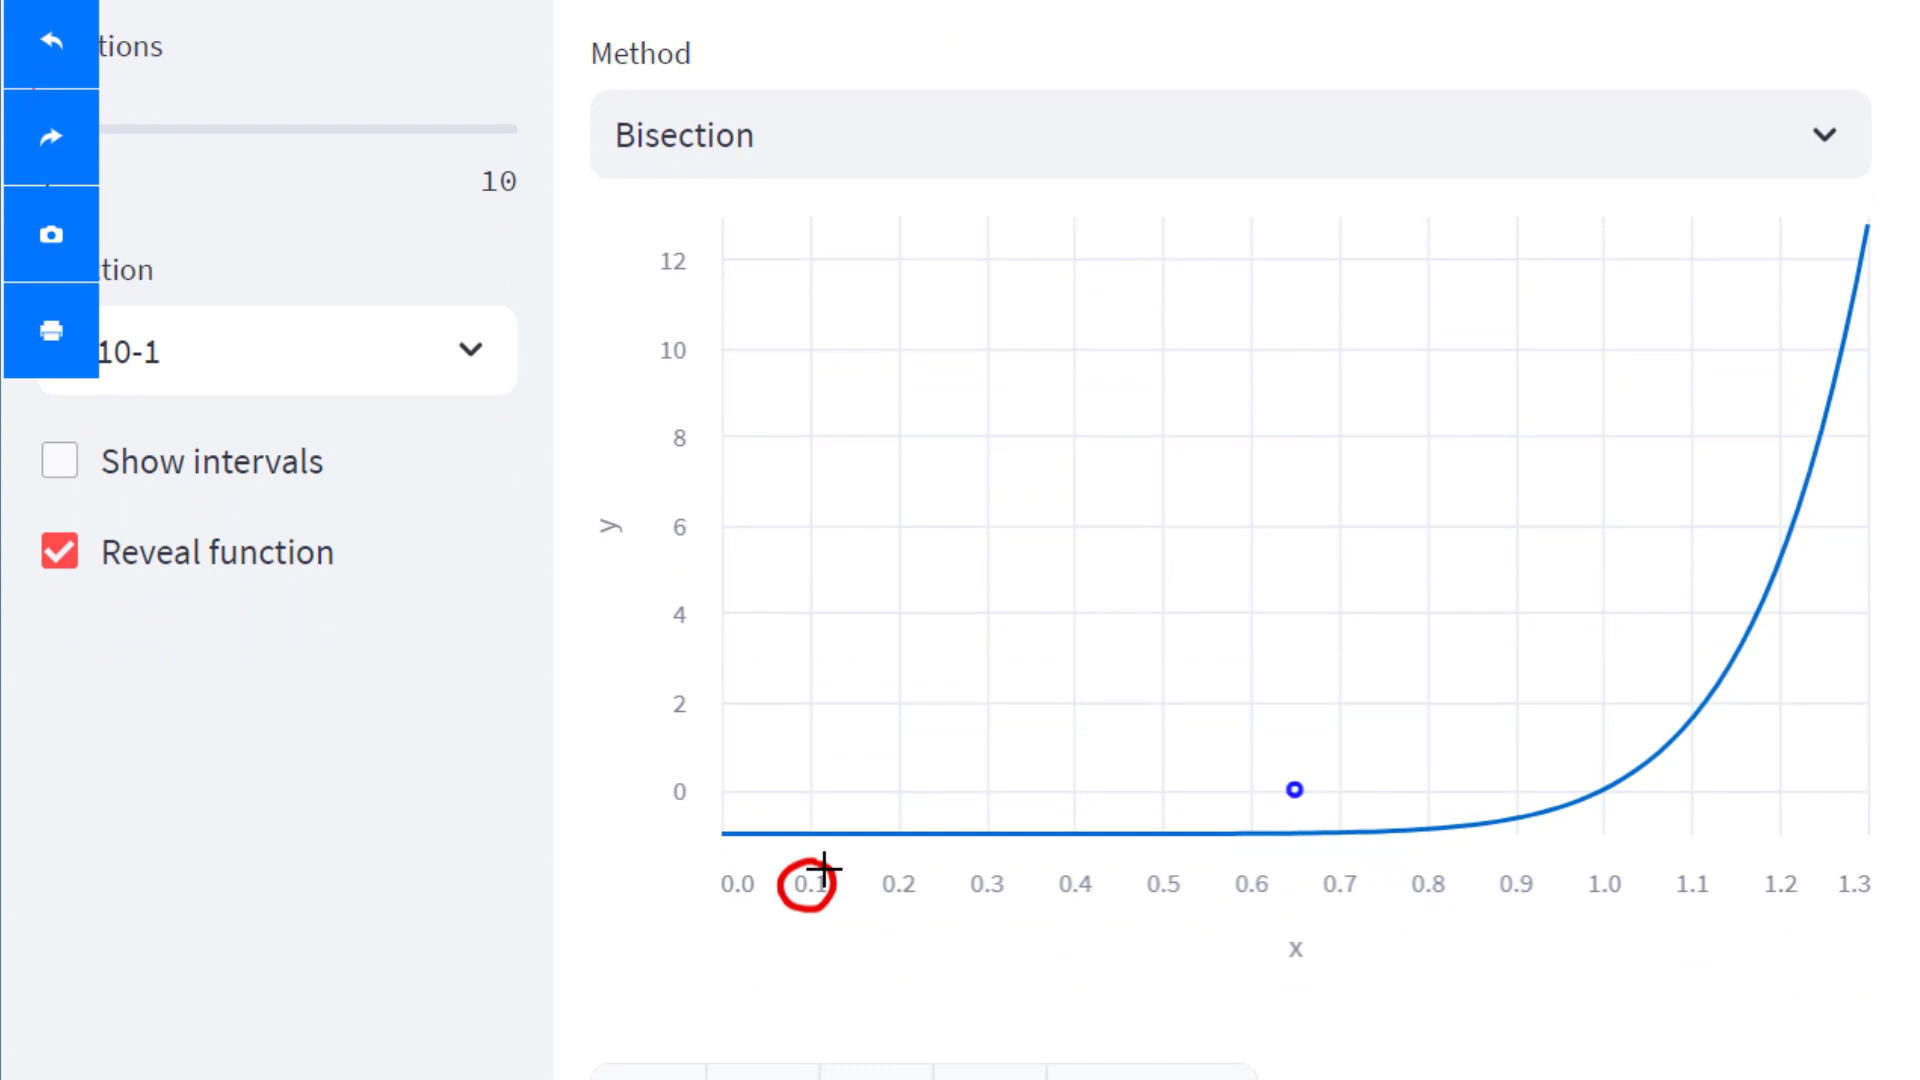 tions
10
tion
10-1
Show intervals
Reveal function
Method
Bisection
12
10
8
6
4
2
0
y
0.0 0.1 0.2 0.3 0.4 0.5 0.6 0.7 0.8 0.9 1.0 1.1 1.2 1.3
x